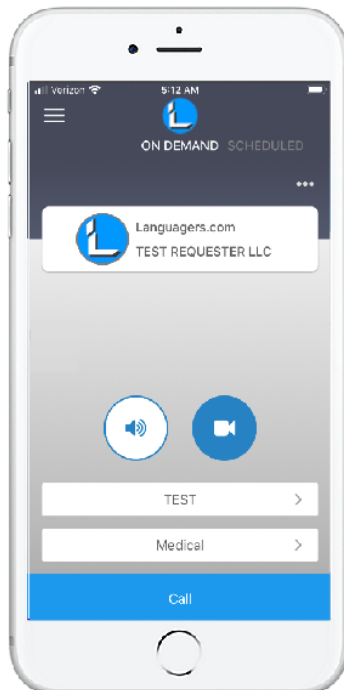 Verizon 5:12 AM
ON DEMAND SCHEDULED
Languagers.com
TEST REQUESTER LLC
TEST
Medical
Call